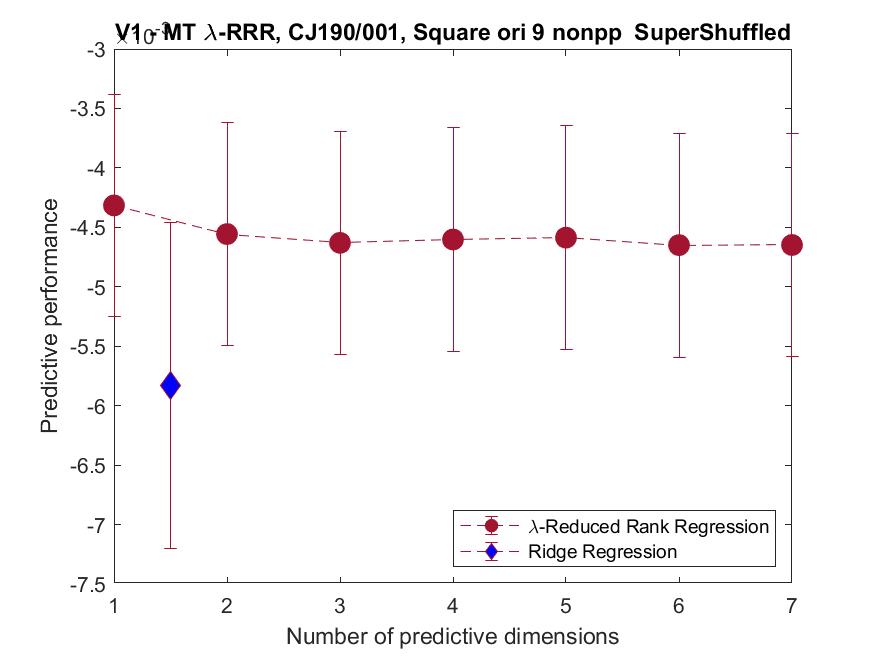 V1 - MT λ-RRR, CJ190/001, Square ori 9 nonpp SuperShuffled
×10⁻³
-3
-3.5
-4
-4.5
-5
-5.5
-6
-6.5
-7
-7.5
Predictive performance
λ-Reduced Rank Regression
Ridge Regression
1 2 3 4 5 6 7
Number of predictive dimensions